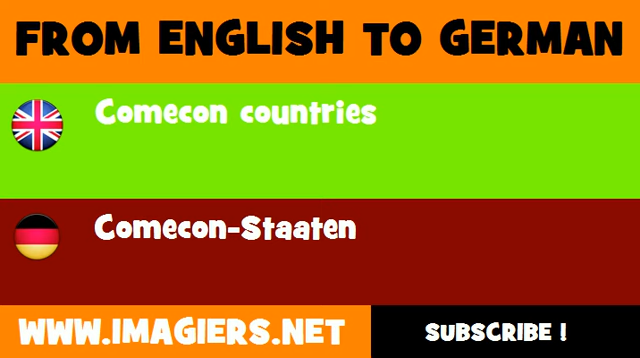 FROM ENGLISH TO GERMAN
Comecon countries
Comecon-Staaten
WWW.IMAGIERS.NET
SUBSCRIBE !